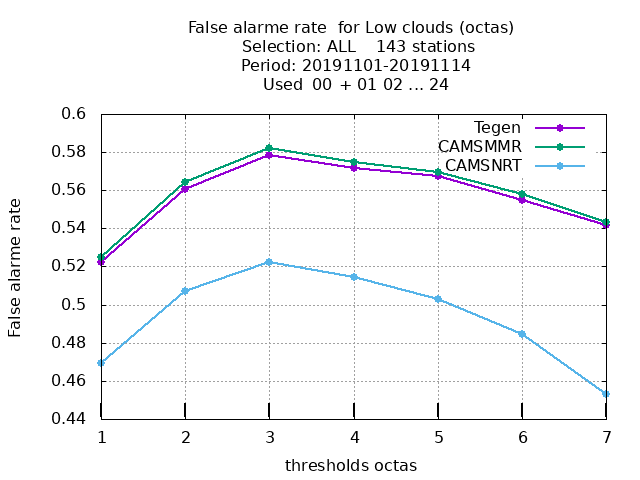 False alarme rate  for Low clouds (octas)
Selection: ALL    143 stations
Period: 20191101-20191114
Used  00 + 01 02 ... 24
0.6
0.58
0.56
0.54
0.52
0.5
0.48
0.46
0.44
False alarme rate
Tegen
CAMSMMR
CAMSNRT
1 2 3 4 5 6 7
thresholds octas